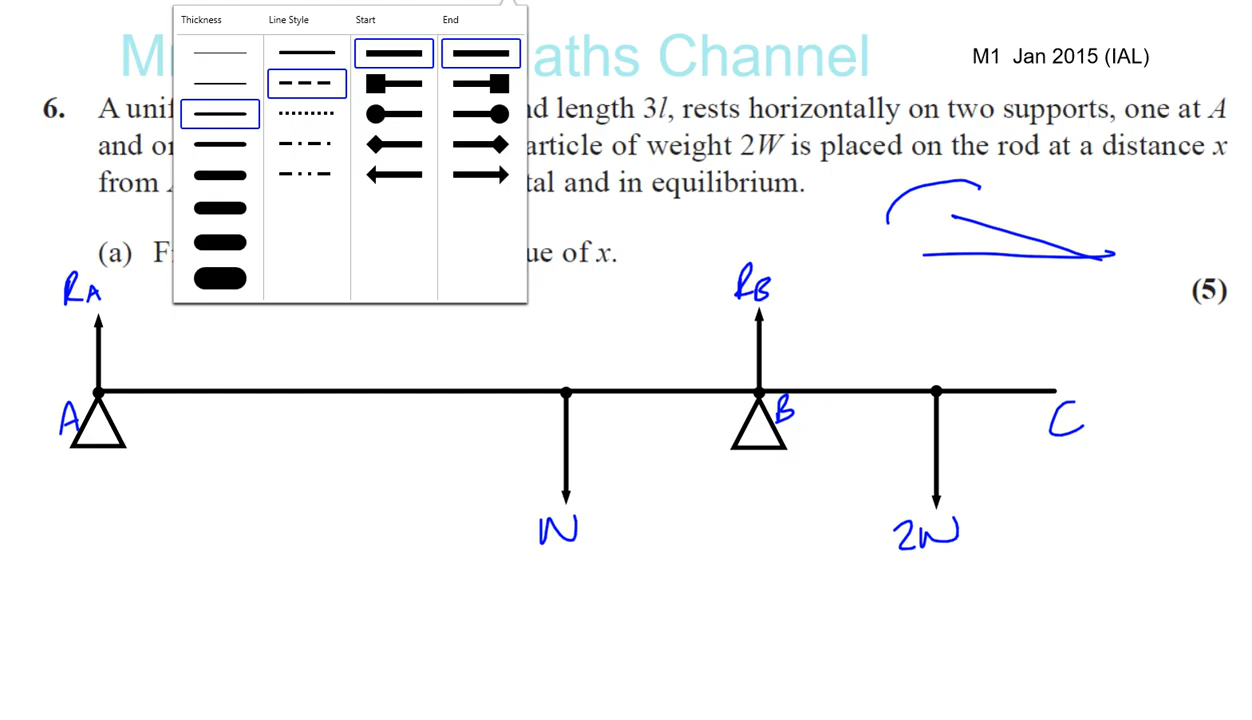 Thickness Line Style Start End
M aths Channel
M1 Jan 2015 (IAL)
6. A unif nd length 3l, rests horizontally on two supports, one at A
and or article of weight 2W is placed on the rod at a distance x
from tal and in equilibrium.
(a) F ue of x.
(5)
RA RB
A B C
W 2W